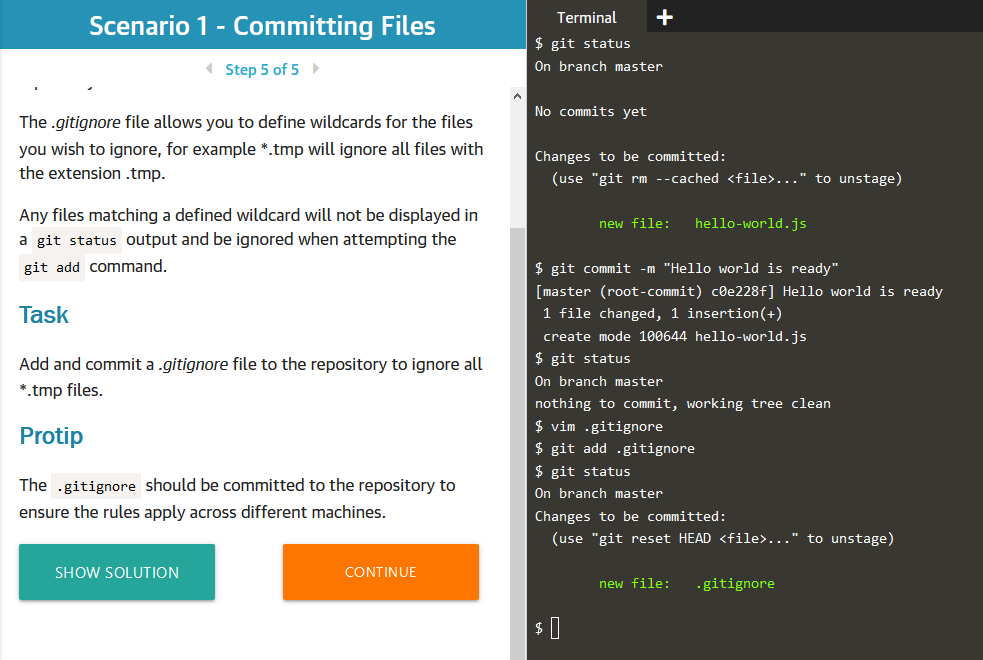 Scenario 1 - Committing Files
Step 5 of 5
The .gitignore file allows you to define wildcards for the files
you wish to ignore, for example *.tmp will ignore all files with
the extension .tmp.
Any files matching a defined wildcard will not be displayed in
a git status output and be ignored when attempting the
git add command.
Task
Add and commit a .gitignore file to the repository to ignore all
*.tmp files.
Protip
The .gitignore should be committed to the repository to
ensure the rules apply across different machines.
SHOW SOLUTION
CONTINUE
Terminal
$ git status
On branch master
No commits yet
Changes to be committed:
(use "git rm --cached <file>..." to unstage)
new file: hello-world.js
$ git commit -m "Hello world is ready"
[master (root-commit) c0e228f] Hello world is ready
1 file changed, 1 insertion(+)
create mode 100644 hello-world.js
$ git status
On branch master
nothing to commit, working tree clean
$ vim .gitignore
$ git add .gitignore
$ git status
On branch master
Changes to be committed:
(use "git reset HEAD <file>..." to unstage)
new file: .gitignore
$